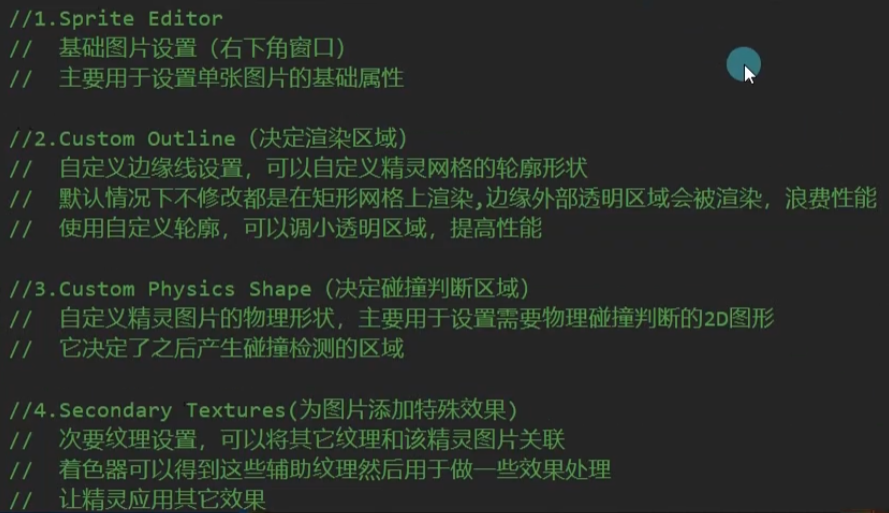 //1.Sprite Editor
// 基础图片设置（右下角窗口）
// 主要用于设置单张图片的基础属性
//2.Custom Outline（决定渲染区域）
// 自定义边缘线设置，可以自定义精灵网格的轮廓形状
// 默认情况下不修改都是在矩形网格上渲染,边缘外部透明区域会被渲染，浪费性能
// 使用自定义轮廓，可以调小透明区域，提高性能
//3.Custom Physics Shape（决定碰撞判断区域）
// 自定义精灵图片的物理形状，主要用于设置需要物理碰撞判断的2D图形
// 它决定了之后产生碰撞检测的区域
//4.Secondary Textures(为图片添加特殊效果）
// 次要纹理设置，可以将其它纹理和该精灵图片关联
// 着色器可以得到这些辅助纹理然后用于做一些效果处理
// 让精灵应用其它效果